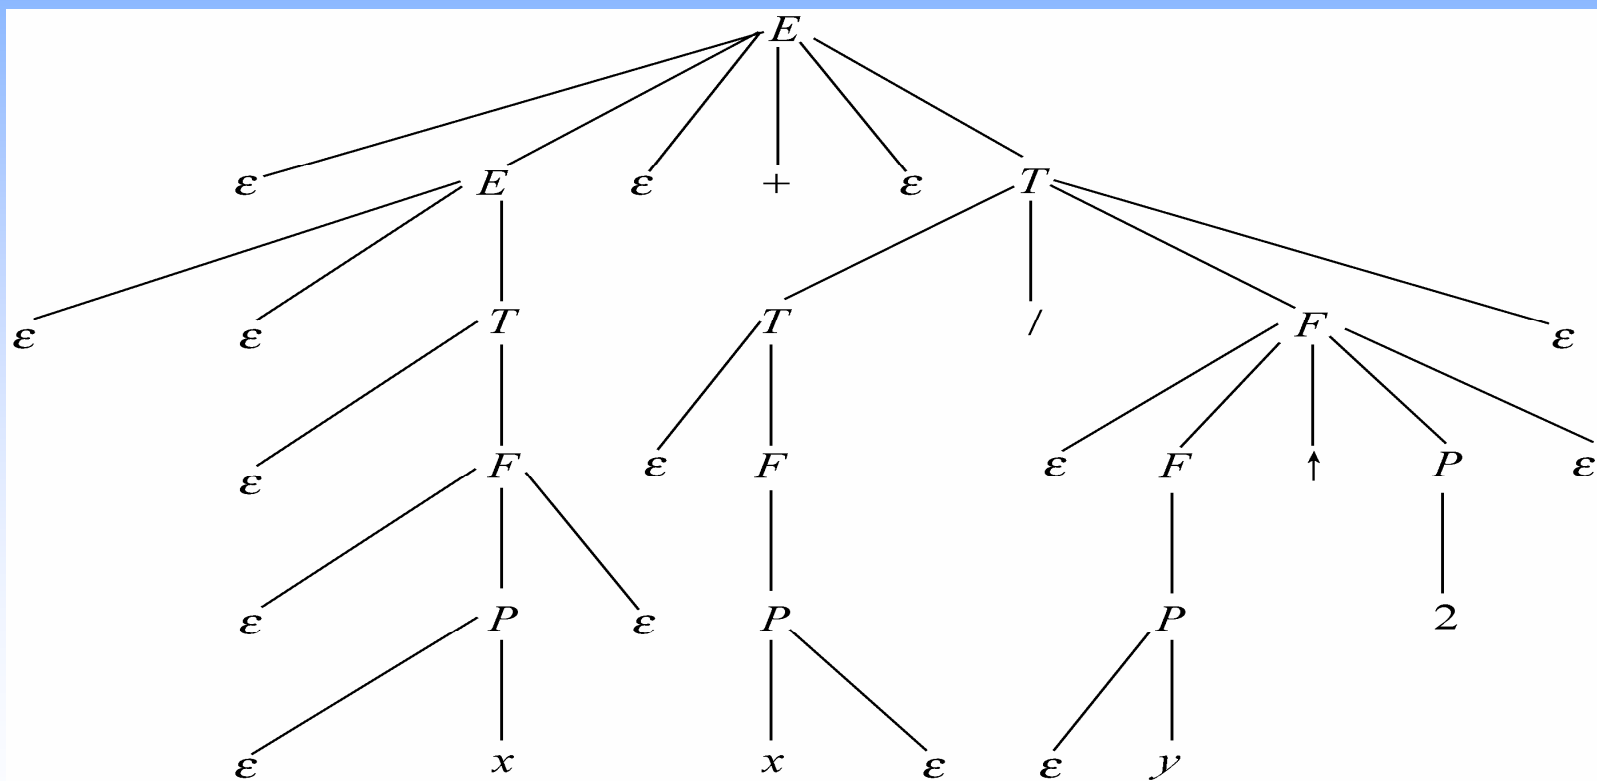 E
ε E ε + ε T
ε ε T T / F ε
ε F ε F ε F ↑ P ε
ε P ε P P 2
ε x x ε ε y